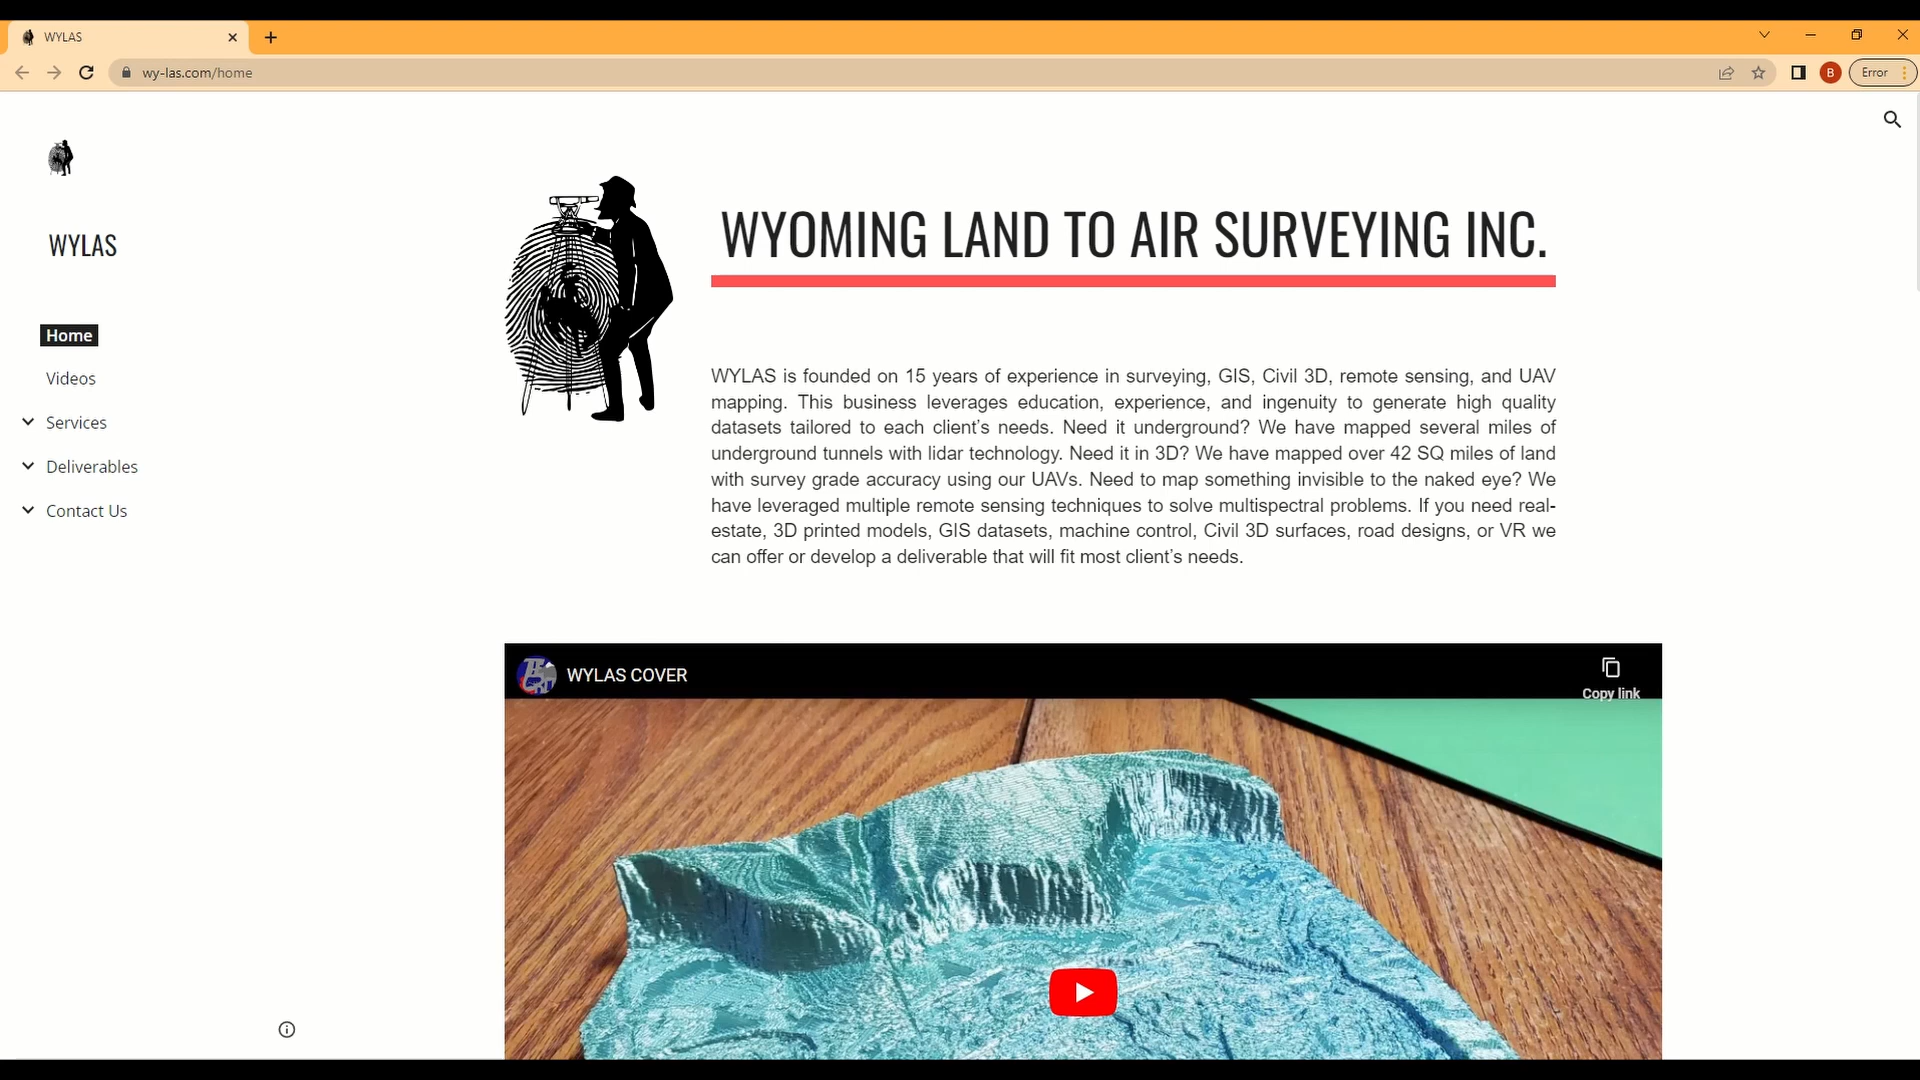 WYLAS
wy-las.com/home
B
Error
WYLAS
Home
Videos
Services
Deliverables
Contact Us
WYOMING LAND TO AIR SURVEYING INC.
WYLAS is founded on 15 years of experience in surveying, GIS, Civil 3D, remote sensing, and UAV
mapping. This business leverages education, experience, and ingenuity to generate high quality
datasets tailored to each client’s needs. Need it underground? We have mapped several miles of
underground tunnels with lidar technology. Need it in 3D? We have mapped over 42 SQ miles of land
with survey grade accuracy using our UAVs. Need to map something invisible to the naked eye? We
have leveraged multiple remote sensing techniques to solve multispectral problems. If you need real-
estate, 3D printed models, GIS datasets, machine control, Civil 3D surfaces, road designs, or VR we
can offer or develop a deliverable that will fit most client’s needs.
WYLAS COVER
Copy link